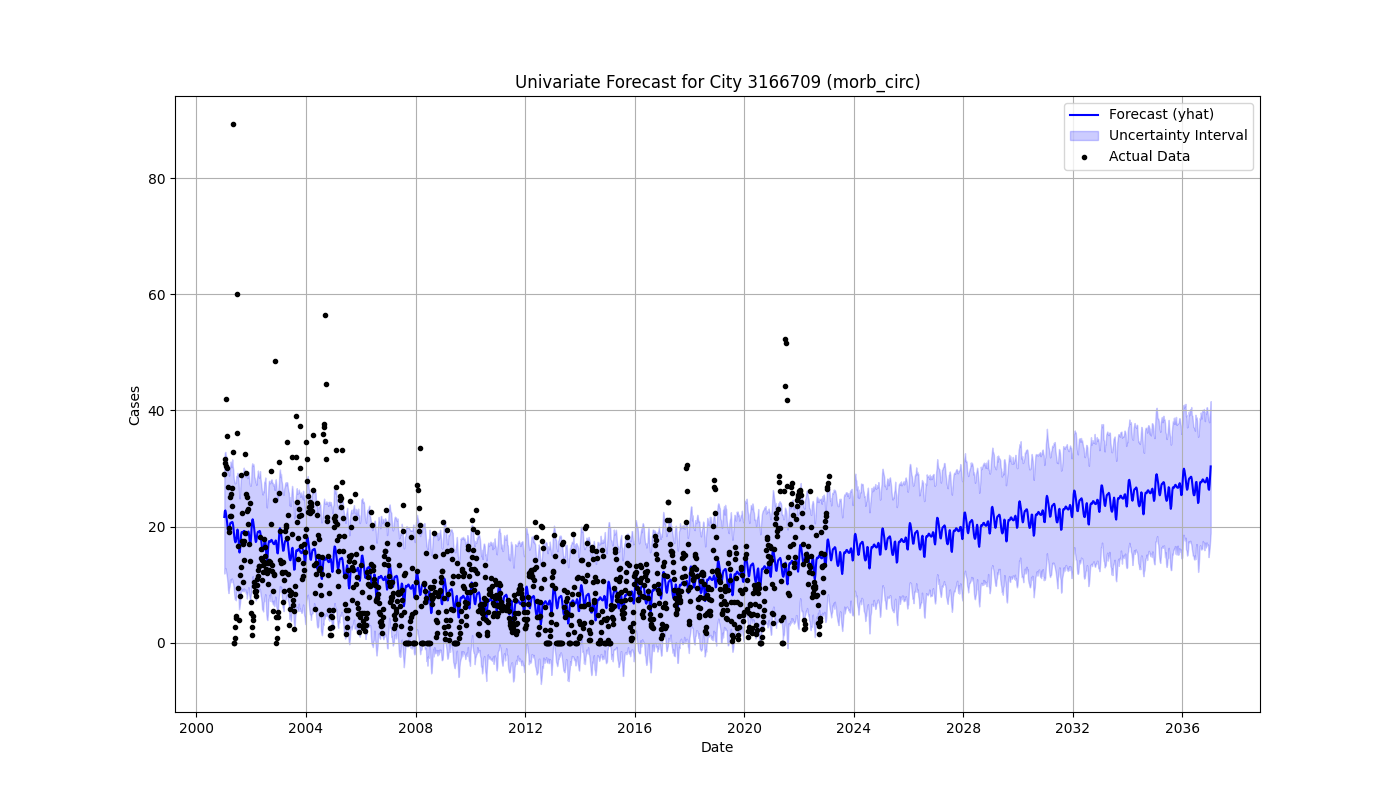 Univariate Forecast for City 3166709 (morb_circ)
Forecast (yhat)
Uncertainty Interval
Actual Data
Cases
80
60
40
20
0
2000 2004 2008 2012 2016 2020 2024 2028 2032 2036
Date